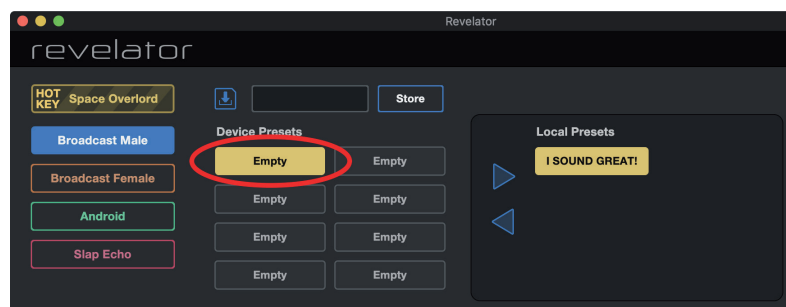 Revelator
revelator
HOT KEY Space Overlord
Store
Broadcast Male
Device Presets
Local Presets
Empty Empty
I SOUND GREAT!
Broadcast Female
Empty Empty
Android
Empty Empty
Slap Echo
Empty Empty